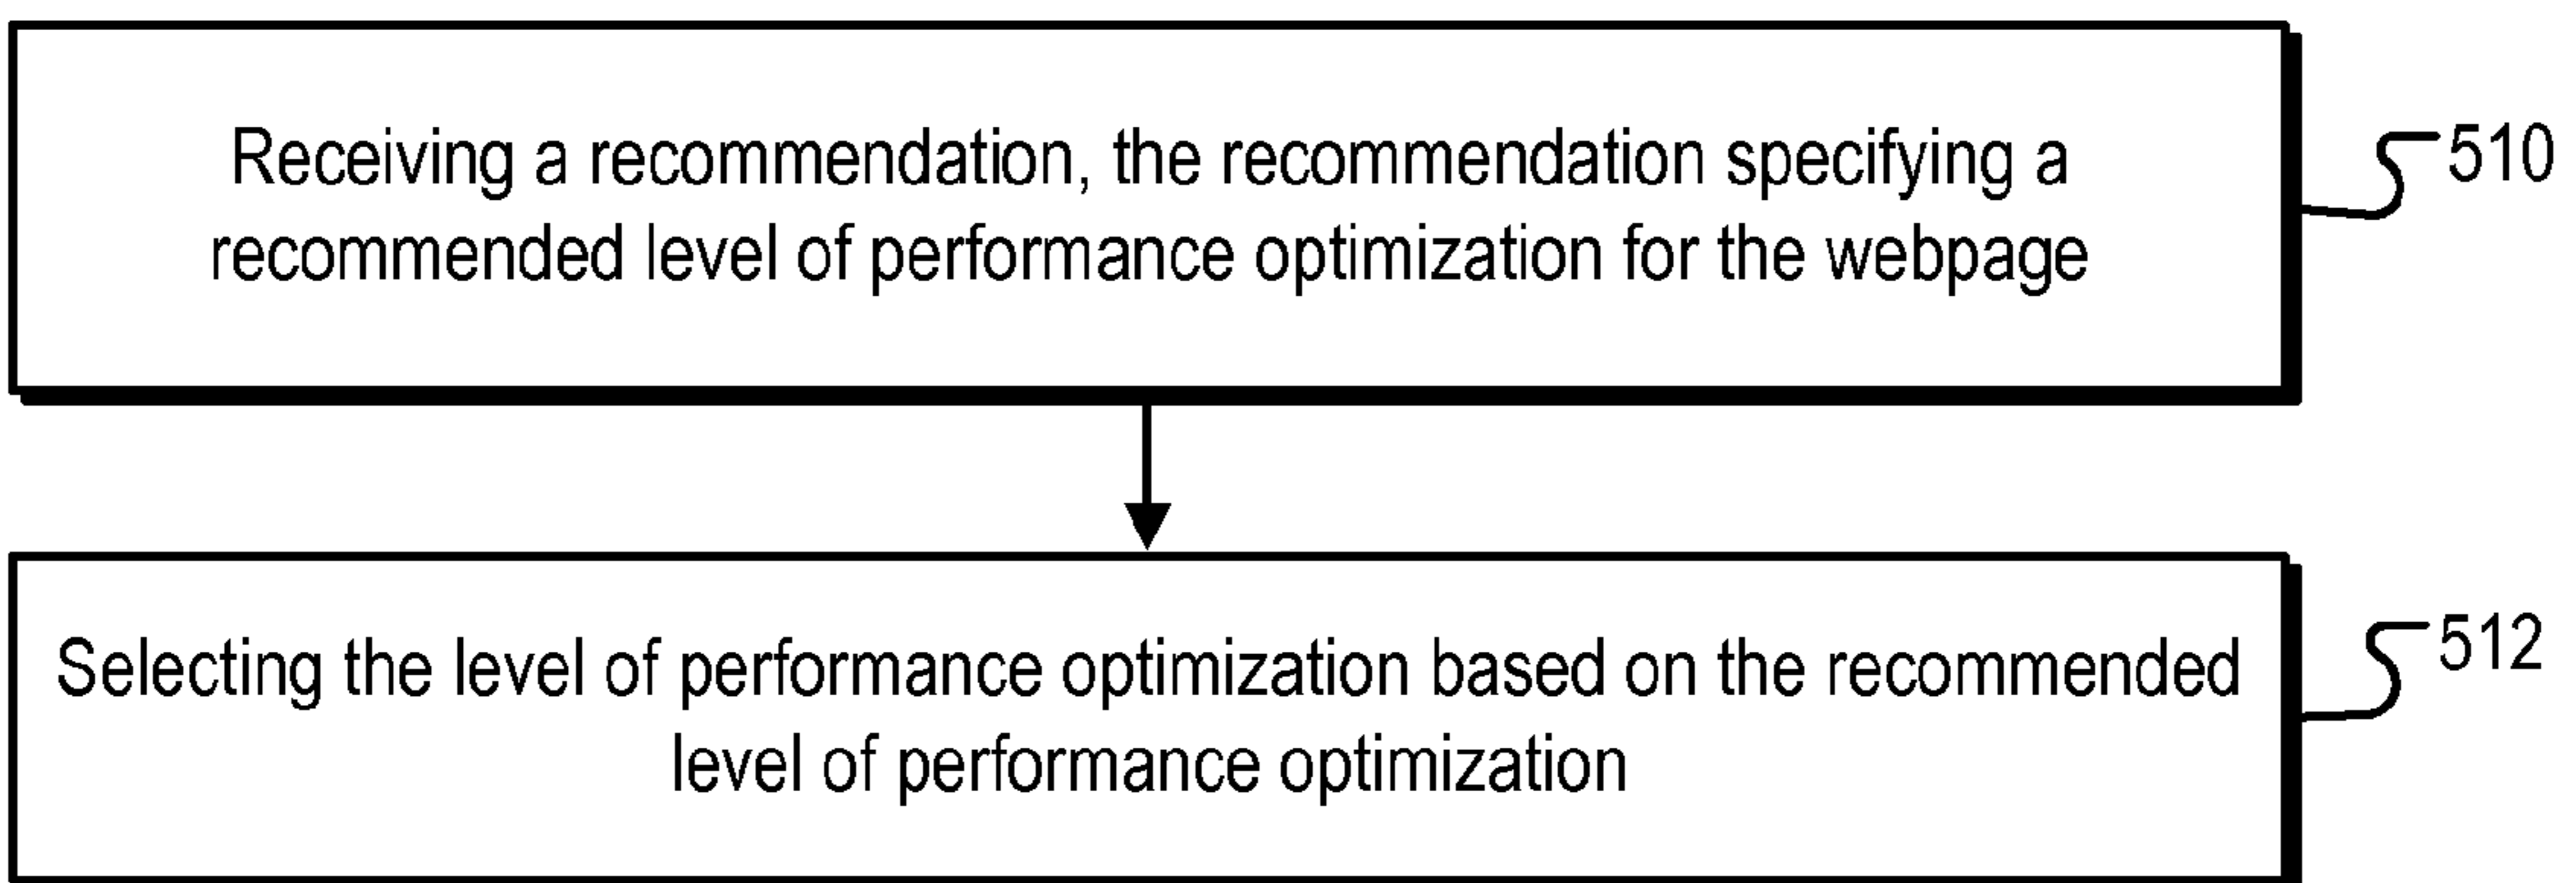 Receiving a recommendation, the recommendation specifying a
recommended level of performance optimization for the webpage
510
Selecting the level of performance optimization based on the recommended
level of performance optimization
512